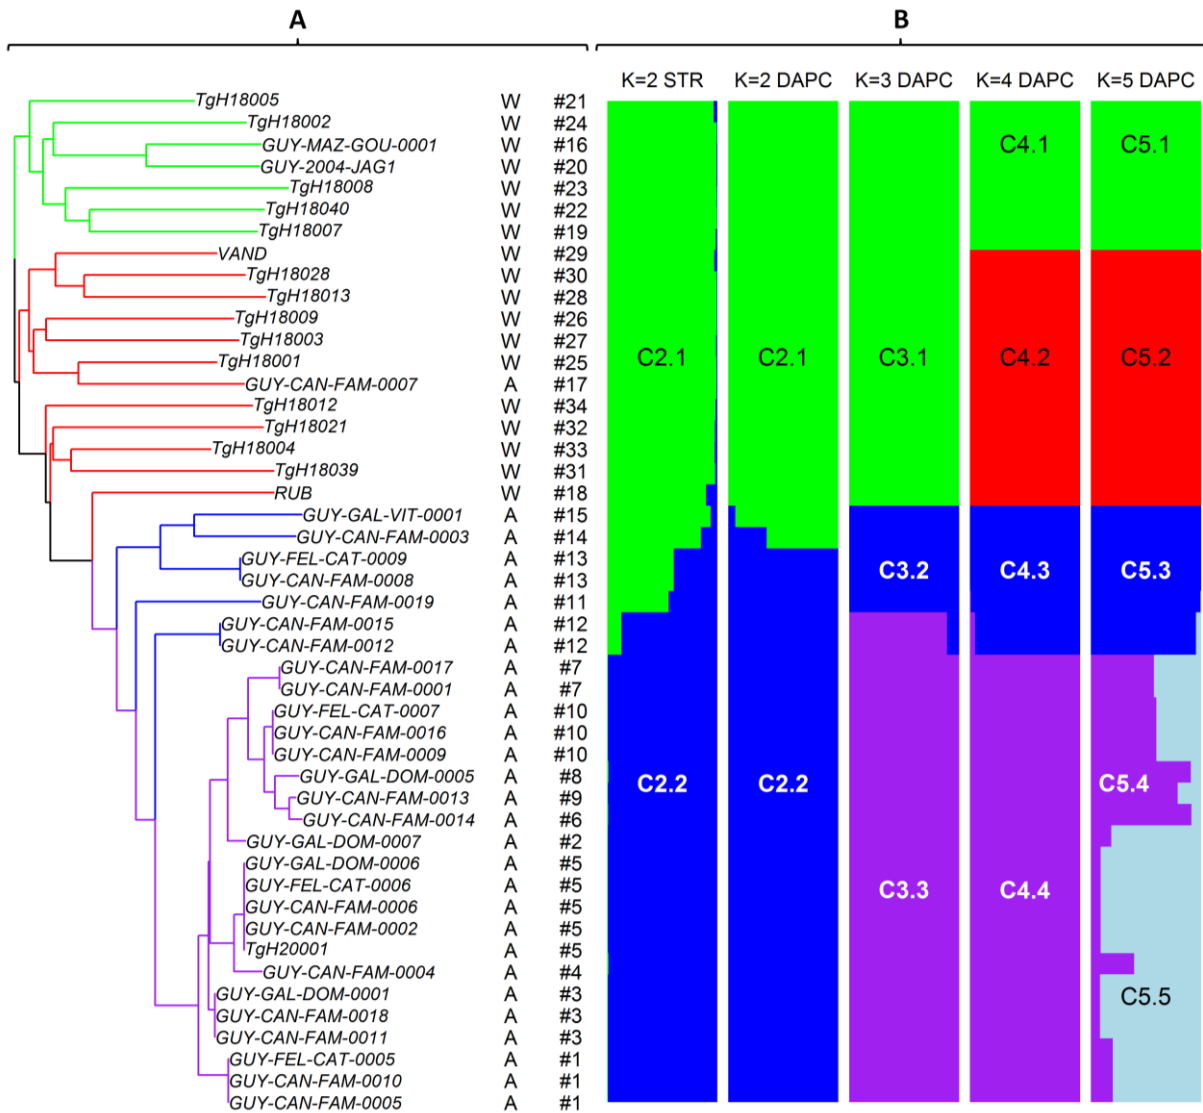 A B
K=2 STR K=2 DAPC K=3 DAPC K=4 DAPC K=5 DAPC
TgH18005 W #21
TgH18002 W #24
GUY-MAZ-GOU-0001 W #16 C4.1 C5.1
GUY-2004-JAG1 W #20
TgH18008 W #23
TgH18040 W #22
TgH18007 W #19
VAND W #29
TgH18028 W #30
TgH18013 W #28
TgH18009 W #26
TgH18003 W #27
TgH18001 W #25 C2.1 C2.1 C3.1 C4.2 C5.2
GUY-CAN-FAM-0007 A #17
TgH18012 W #34
TgH18021 W #32
TgH18004 W #33
TgH18039 W #31
RUB W #18
GUY-GAL-VIT-0001 A #15
GUY-CAN-FAM-0003 A #14
GUY-FEL-CAT-0009 A #13 C3.2 C4.3 C5.3
GUY-CAN-FAM-0008 A #13
GUY-CAN-FAM-0019 A #11
GUY-CAN-FAM-0015 A #12
GUY-CAN-FAM-0012 A #12
GUY-CAN-FAM-0017 A #7
GUY-CAN-FAM-0001 A #7
GUY-FEL-CAT-0007 A #10
GUY-CAN-FAM-0016 A #10
GUY-CAN-FAM-0009 A #10
GUY-GAL-DOM-0005 A #8 C2.2 C2.2 C5.4
GUY-CAN-FAM-0013 A #9
GUY-CAN-FAM-0014 A #6
GUY-GAL-DOM-0007 A #2
GUY-GAL-DOM-0006 A #5
GUY-FEL-CAT-0006 A #5 C3.3 C4.4
GUY-CAN-FAM-0006 A #5
GUY-CAN-FAM-0002 A #5
TgH20001 A #5
GUY-CAN-FAM-0004 A #4
GUY-GAL-DOM-0001 A #3 C5.5
GUY-CAN-FAM-0018 A #3
GUY-CAN-FAM-0011 A #3
GUY-FEL-CAT-0005 A #1
GUY-CAN-FAM-0010 A #1
GUY-CAN-FAM-0005 A #1